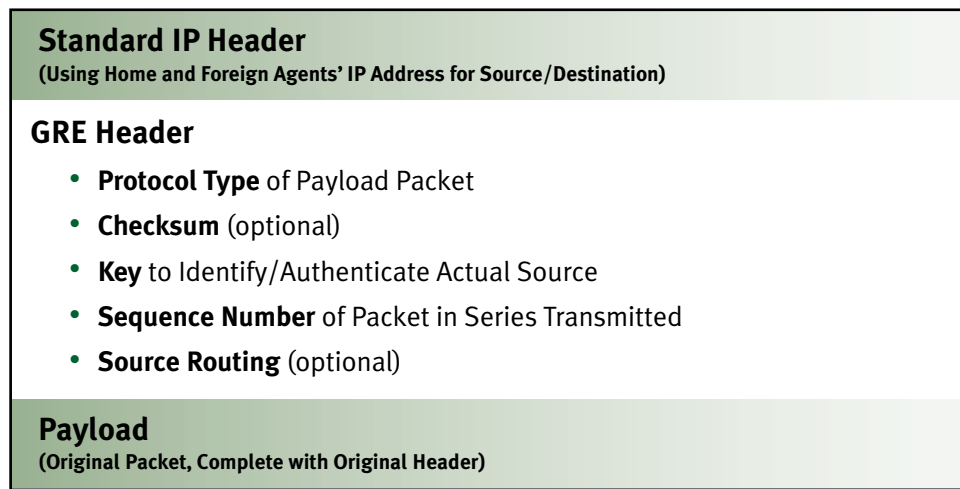 Standard IP Header
(Using Home and Foreign Agents’ IP Address for Source/Destination)
GRE Header
• Protocol Type of Payload Packet
• Checksum (optional)
• Key to Identify/Authenticate Actual Source
• Sequence Number of Packet in Series Transmitted
• Source Routing (optional)
Payload
(Original Packet, Complete with Original Header)